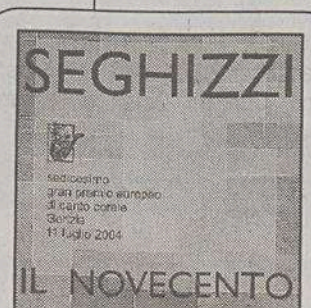 SEGHIZZI
sedicesimo
gran premio europeo
di canto corale
Gorizia
11 luglio 2004
IL NOVECENTO